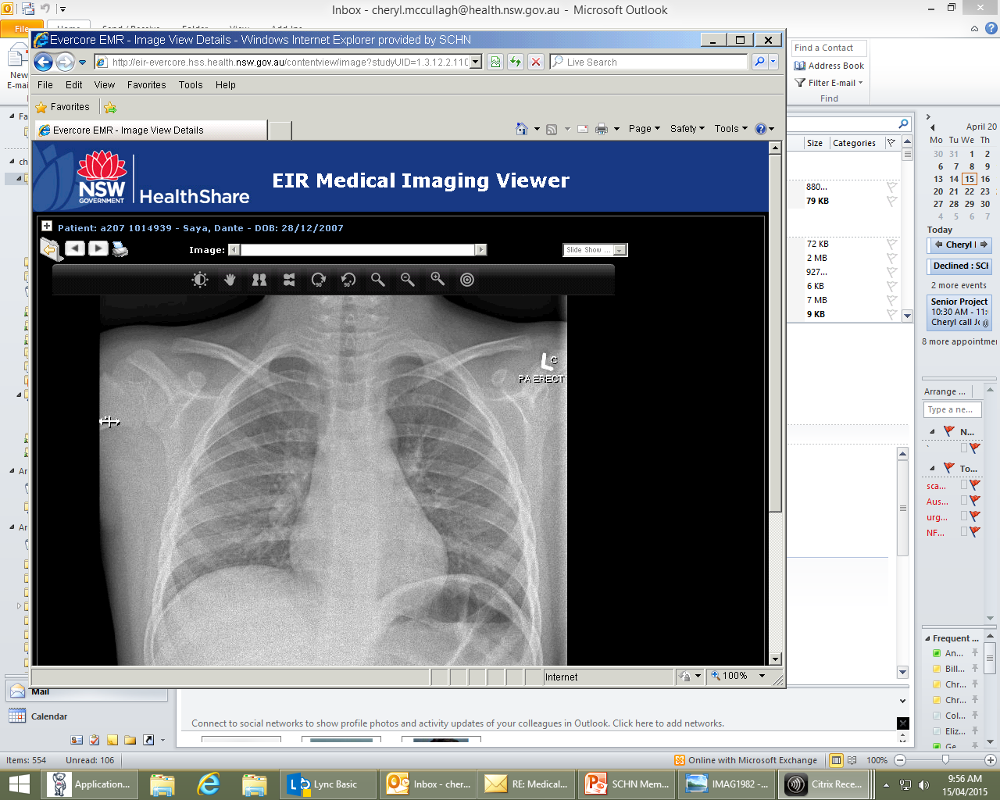 Inbox - cheryl.mccullagh@health.nsw.gov.au - Microsoft Outlook
File
Evercore EMR - Image View Details - Windows Internet Explorer provided by SCHN
http://eir-evercore.hss.health.nsw.gov.au/contentview/image?studyUID=1.3.12.2.110
Live Search
File Edit View Favorites Tools Help
Favorites
Evercore EMR - Image View Details
Page Safety Tools
NSW
GOVERNMENT
HealthShare
EIR Medical Imaging Viewer
Patient: a207 1014939 - Saya, Dante - DOB: 28/12/2007
Image:
Slide Show ...
90 90
L C
PA ERECT
Internet
100%
New
E-mai
Fa
ch
Ar
Ar
Find a Contact
Address Book
Filter E-mail
Find
Size Categories
880...
79 KB
72 KB
2 MB
927...
6 KB
7 MB
9 KB
April 20
Mo Tu We Th
30 31 1 2
6 7 8 9
13 14 15 16
20 21 22 23
27 28 29 30
4 5 6 7
Today
Cheryl
Declined : SCH
2 more events
Senior Project
10:30 AM - 11:
Cheryl call Jo
8 more appointmen
Arrange ...
Type a ne...
N...
To...
sca...
Aus...
urg...
NF...
Frequent ...
An...
Bill...
Chr...
Chr...
Col...
Eliz...
Ge
Mail
Calendar
Connect to social networks to show profile photos and activity updates of your colleagues in Outlook. Click here to add networks.
Items: 554 Unread: 106
Online with Microsoft Exchange
100%
Application...
Lync Basic
Inbox - cher...
RE: Medical...
SCHN Mem...
IMAG1982 -...
Citrix Rece...
9:56 AM
15/04/2015